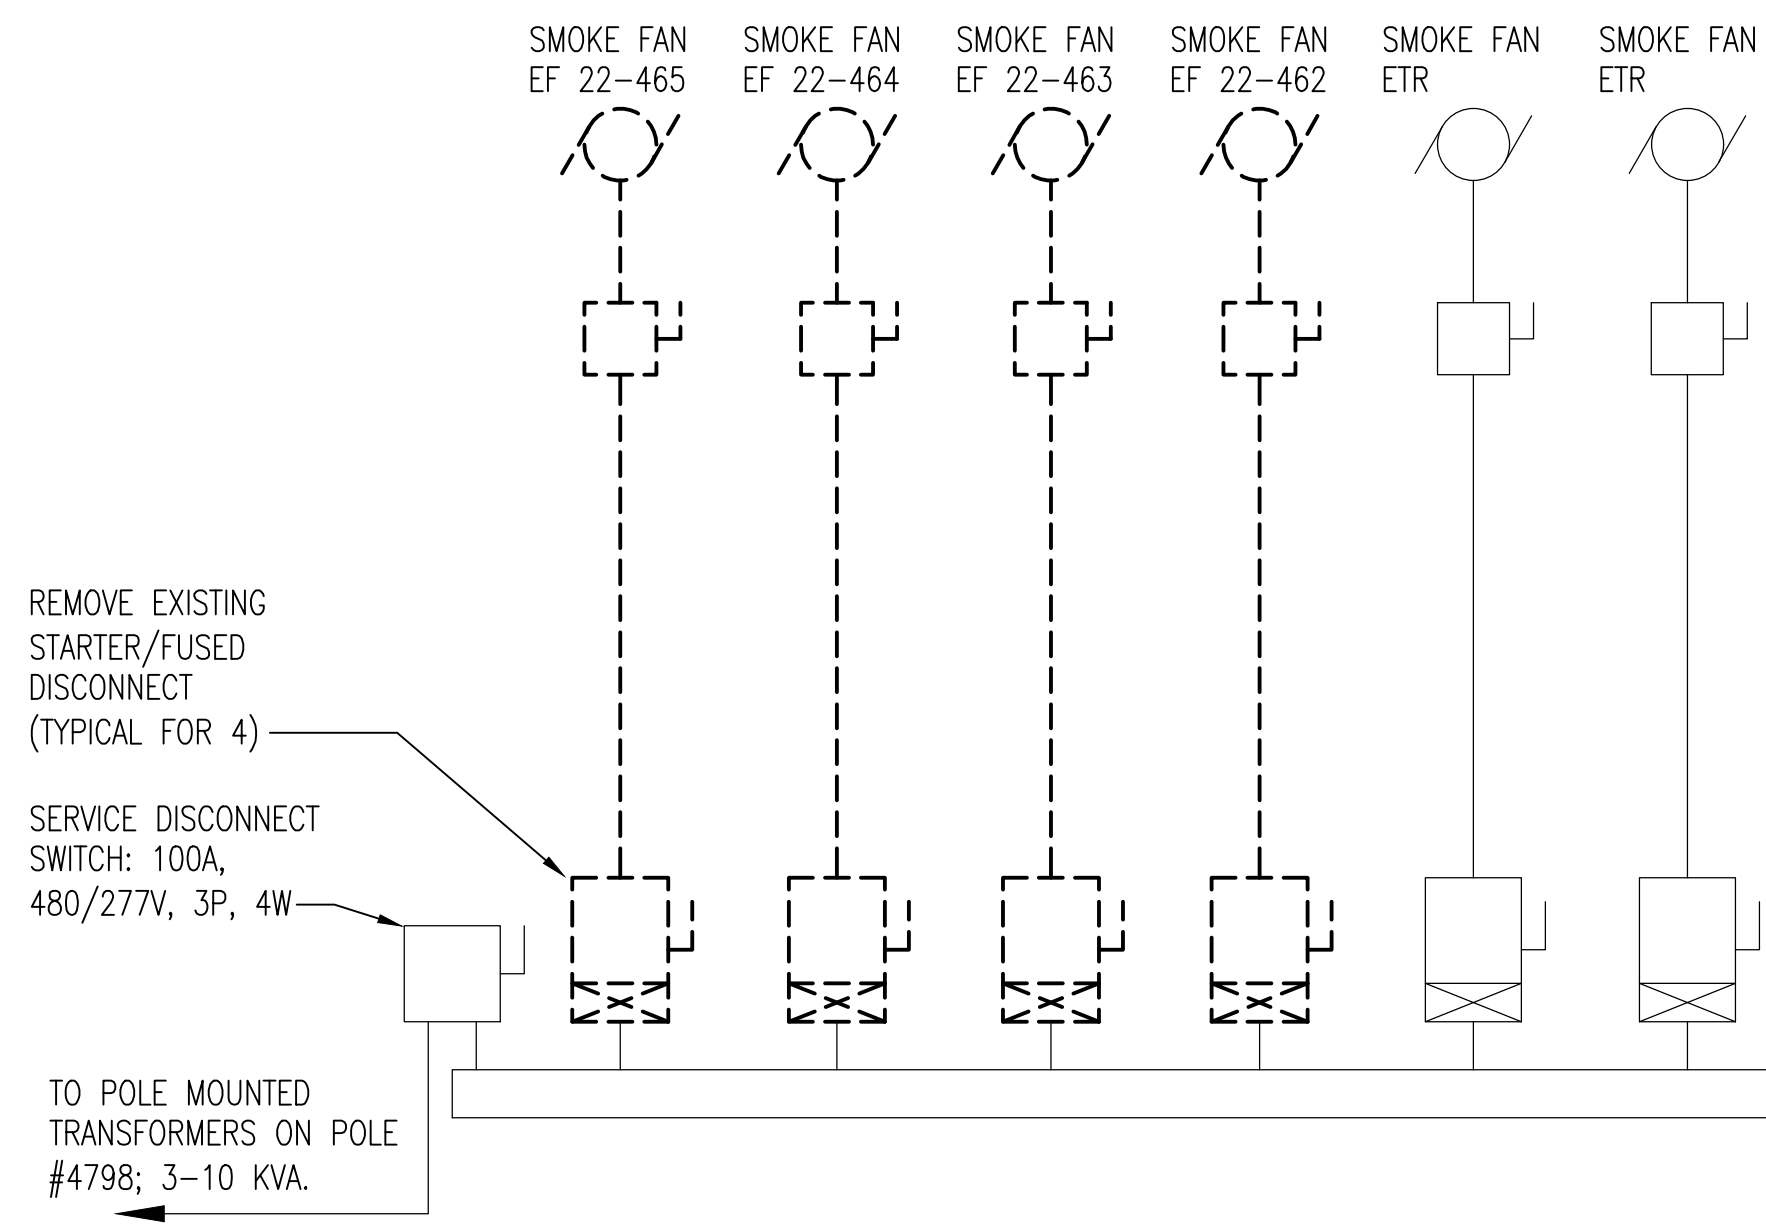 SMOKE FAN
EF 22-465
SMOKE FAN
EF 22-464
SMOKE FAN
EF 22-463
SMOKE FAN
EF 22-462
SMOKE FAN
ETR
SMOKE FAN
ETR
REMOVE EXISTING
STARTER/FUSED
DISCONNECT
(TYPICAL FOR 4)
SERVICE DISCONNECT
SWITCH: 100A,
480/277V, 3P, 4W
TO POLE MOUNTED
TRANSFORMERS ON POLE
#4798; 3-10 KVA.